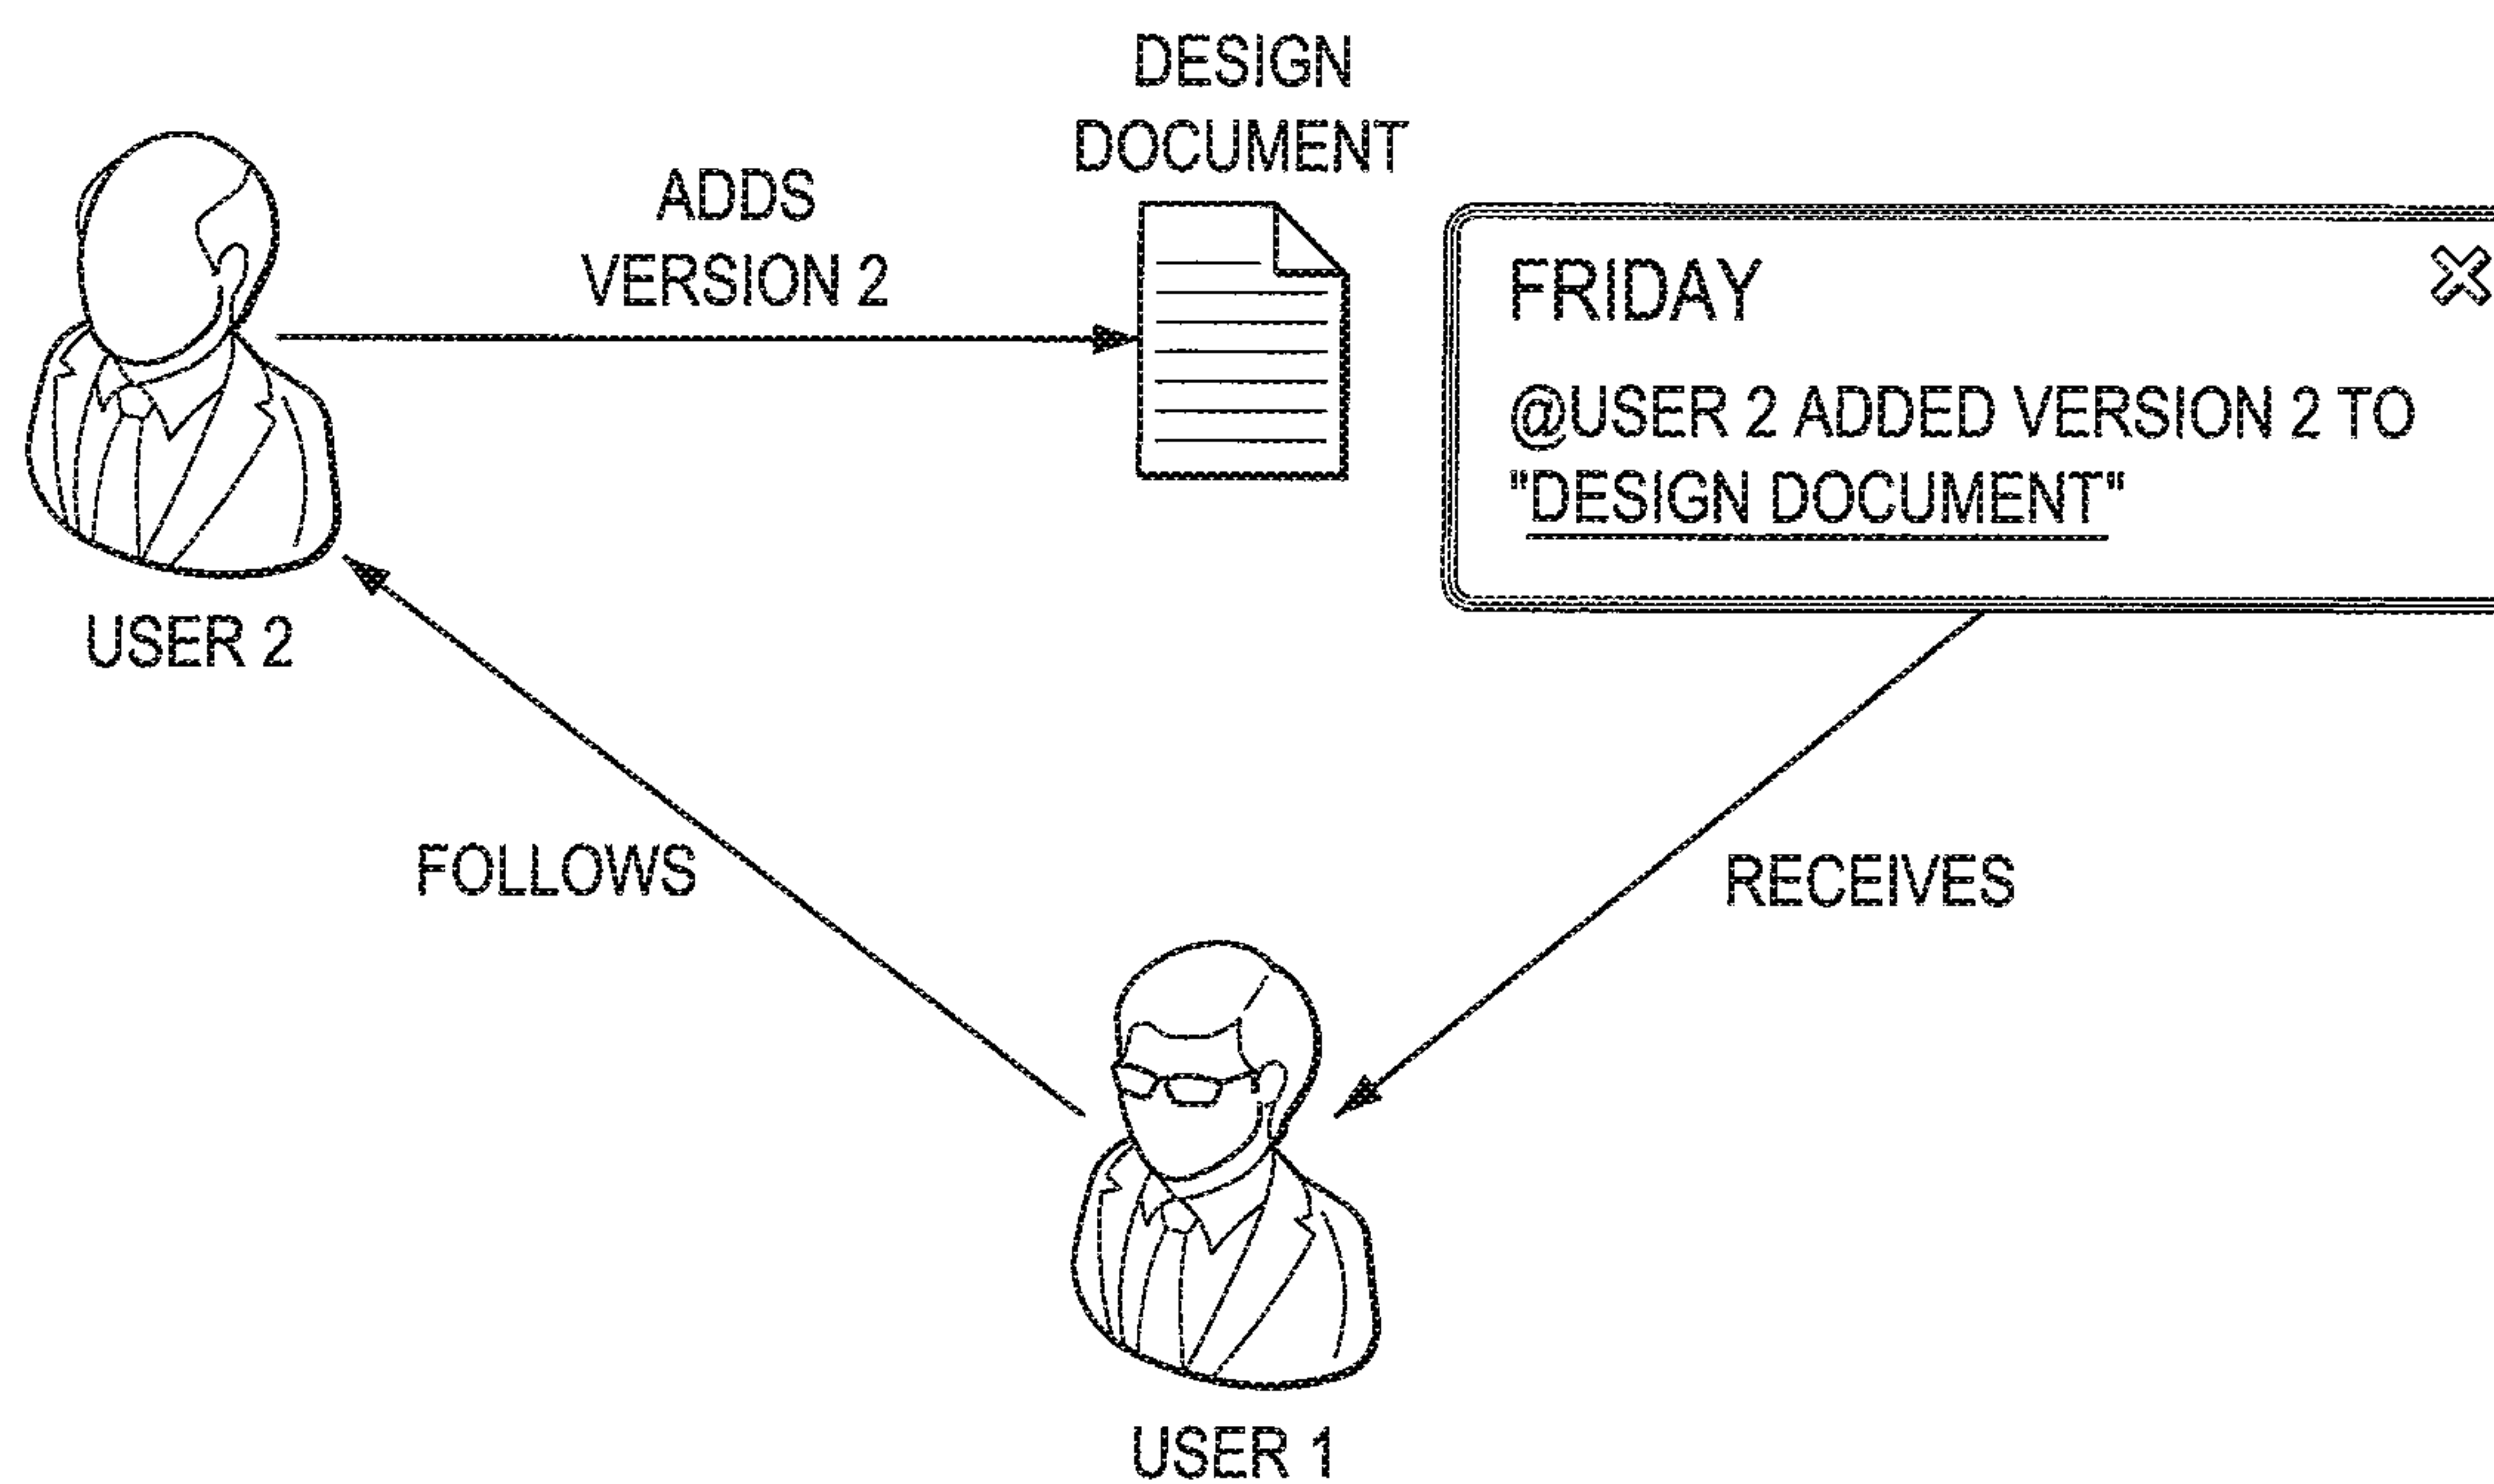 DESIGN
DOCUMENT
ADDS
VERSION 2
FRIDAY
@USER 2 ADDED VERSION 2 TO
"DESIGN DOCUMENT"
USER 2
FOLLOWS
RECEIVES
USER 1